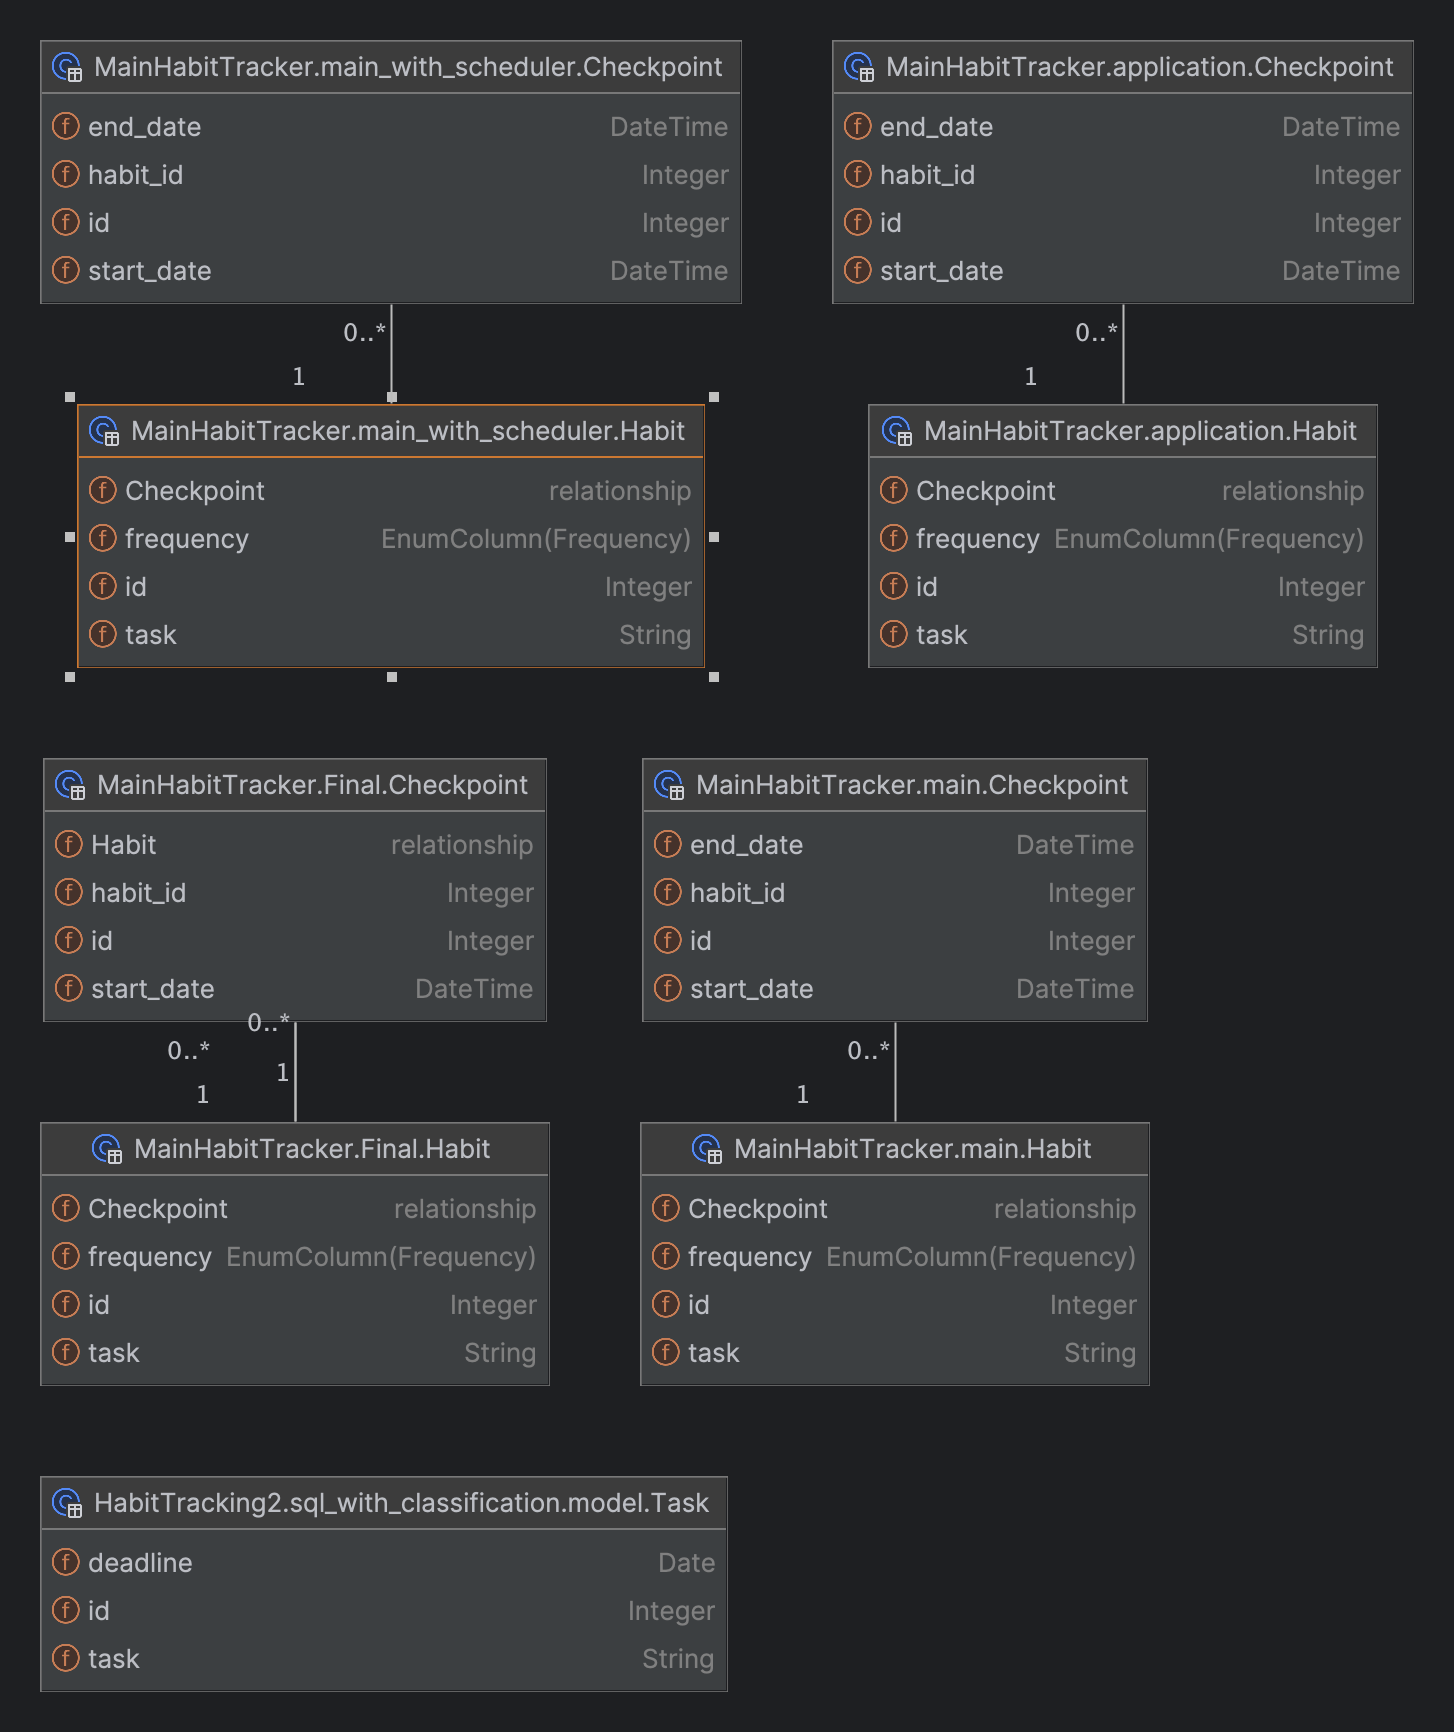 MainHabitTracker.main_with_scheduler.Checkpoint
end_date DateTime
habit_id Integer
id Integer
start_date DateTime
0..*
1
MainHabitTracker.main_with_scheduler.Habit
Checkpoint relationship
frequency EnumColumn(Frequency)
id Integer
task String
MainHabitTracker.application.Checkpoint
end_date DateTime
habit_id Integer
id Integer
start_date DateTime
0..*
1
MainHabitTracker.application.Habit
Checkpoint relationship
frequency EnumColumn(Frequency)
id Integer
task String
MainHabitTracker.Final.Checkpoint
Habit relationship
habit_id Integer
id Integer
start_date DateTime
0..*
0..*
1
1
MainHabitTracker.Final.Habit
Checkpoint relationship
frequency EnumColumn(Frequency)
id Integer
task String
MainHabitTracker.main.Checkpoint
end_date DateTime
habit_id Integer
id Integer
start_date DateTime
0..*
1
MainHabitTracker.main.Habit
Checkpoint relationship
frequency EnumColumn(Frequency)
id Integer
task String
HabitTracking2.sql_with_classification.model.Task
deadline Date
id Integer
task String